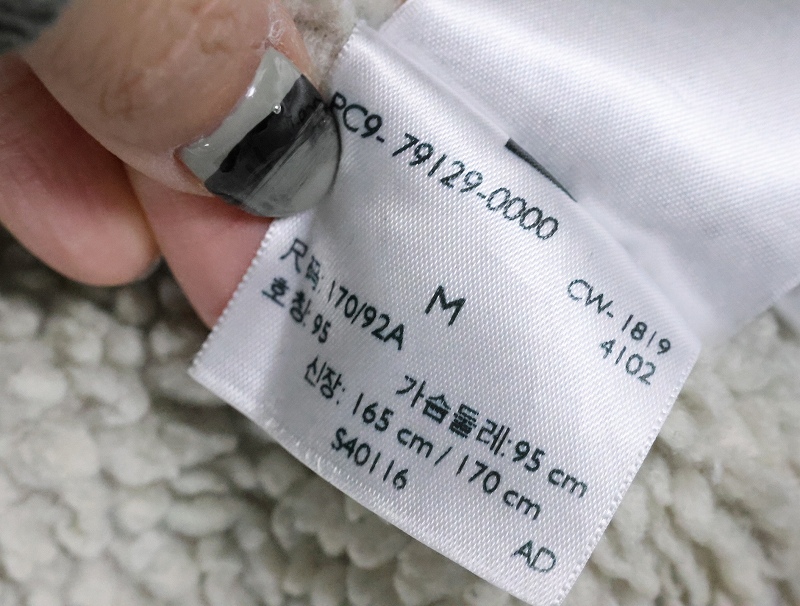 PC9-79129-0000
CW-1819
4102
M
尺码: 170/92A
호칭: 95
가슴둘레: 95 cm
신장: 165 cm / 170 cm
S40116
AD